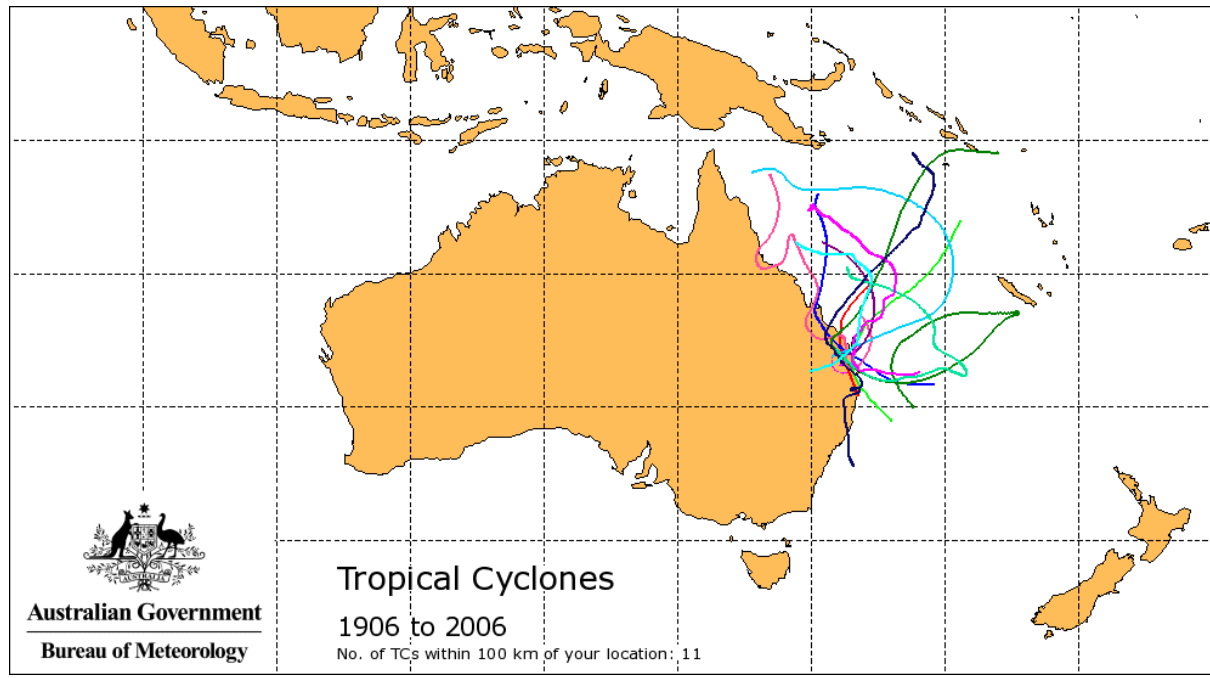 AUSTRALIA
Australian Government
Bureau of Meteorology
Tropical Cyclones
1906 to 2006
No. of TCs within 100 km of your location: 11